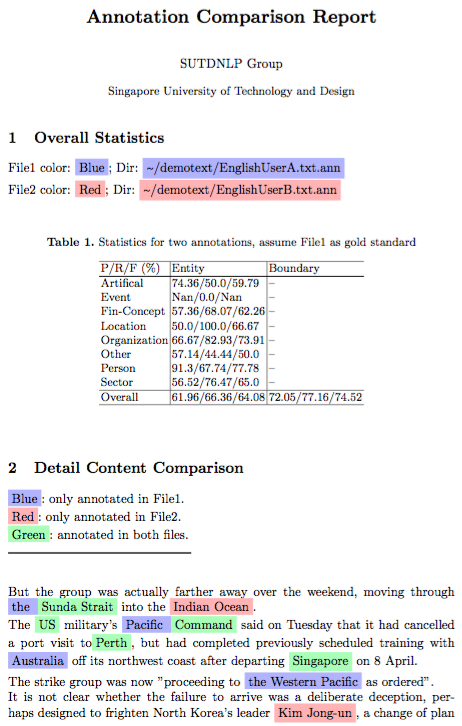 Annotation Comparison Report
SUTDNLP Group
Singapore University of Technology and Design
1 Overall Statistics
File1 color: Blue ; Dir: ~/demotext/EnglishUserA.txt.ann
File2 color: Red ; Dir: ~/demotext/EnglishUserB.txt.ann
Table 1. Statistics for two annotations, assume File1 as gold standard
P/R/F (%) Entity Boundary
Artifical 74.36/50.0/59.79 –
Event Nan/0.0/Nan –
Fin-Concept 57.36/68.07/62.26 –
Location 50.0/100.0/66.67 –
Organization 66.67/82.93/73.91 –
Other 57.14/44.44/50.0 –
Person 91.3/67.74/77.78 –
Sector 56.52/76.47/65.0 –
Overall 61.96/66.36/64.08 72.05/77.16/74.52
2 Detail Content Comparison
Blue : only annotated in File1.
Red : only annotated in File2.
Green : annotated in both files.
But the group was actually farther away over the weekend, moving through
the Sunda Strait into the Indian Ocean .
The US military's Pacific Command said on Tuesday that it had cancelled
a port visit to Perth , but had completed previously scheduled training with
Australia off its northwest coast after departing Singapore on 8 April.
The strike group was now "proceeding to the Western Pacific as ordered".
It is not clear whether the failure to arrive was a deliberate deception, per-
haps designed to frighten North Korea's leader Kim Jong-un , a change of plan